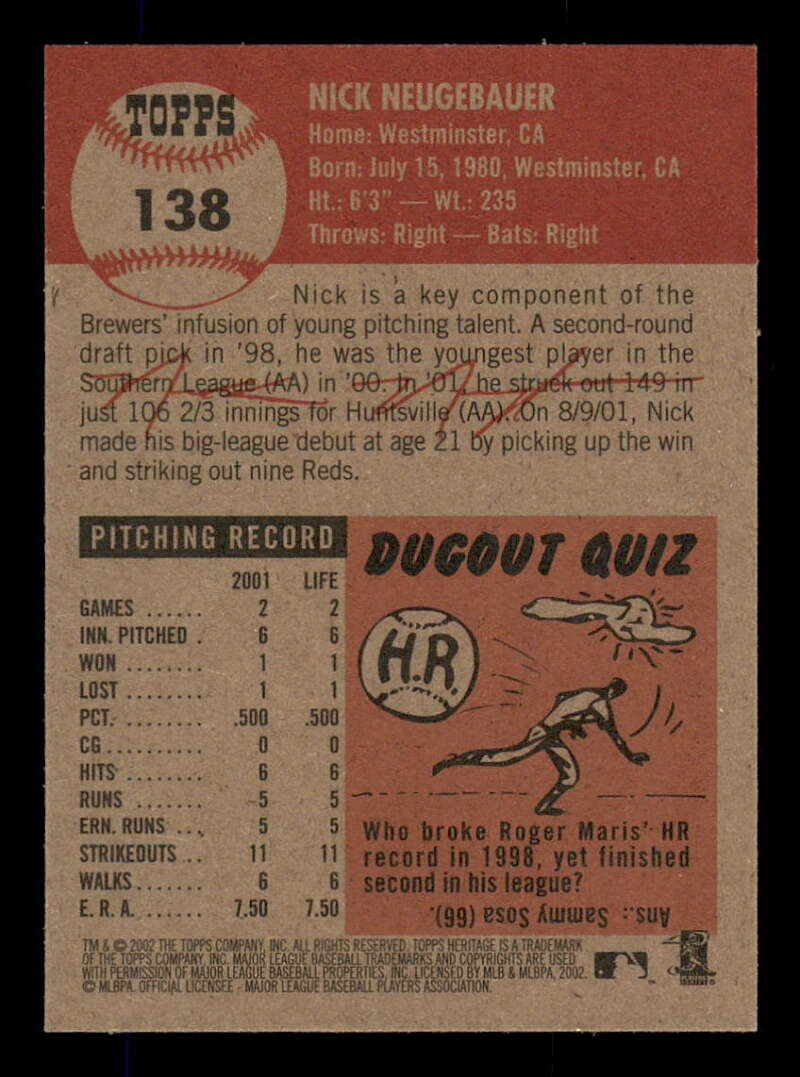 TOPPS
138
NICK NEUGEBAUER
Home: Westminster, CA
Born: July 15, 1980, Westminster, CA
Ht.: 6'3" — Wt.: 235
Throws: Right — Bats: Right
Nick is a key component of the
Brewers' infusion of young pitching talent. A second-round
draft pick in '98, he was the youngest player in the
Southern League (AA) in '00. In '01, he struck out 149 in
just 106 2/3 innings for Huntsville (AA). On 8/9/01, Nick
made his big-league debut at age 21 by picking up the win
and striking out nine Reds.
PITCHING RECORD
2001 LIFE
GAMES ...... 2 2
INN. PITCHED . 6 6
WON ........ 1 1
LOST ........ 1 1
PCT. ........ .500 .500
CG.......... 0 0
HITS ........ 6 6
RUNS ....... 5 5
ERN. RUNS ... 5 5
STRIKEOUTS .. 11 11
WALKS....... 6 6
E. R. A. ...... 7.50 7.50
DUGOUT QUIZ
H.R.
Who broke Roger Maris' HR
record in 1998, yet finished
second in his league?
Ans.: Sammy Sosa (66).
TM & © 2002 THE TOPPS COMPANY, INC. ALL RIGHTS RESERVED. TOPPS HERITAGE IS A TRADEMARK
OF THE TOPPS COMPANY, INC. MAJOR LEAGUE BASEBALL TRADEMARKS AND COPYRIGHTS ARE USED
WITH PERMISSION OF MAJOR LEAGUE BASEBALL PROPERTIES, INC. LICENSED BY MLB & MLBPA, 2002.
© MLBPA. OFFICIAL LICENSEE - MAJOR LEAGUE BASEBALL PLAYERS ASSOCIATION.